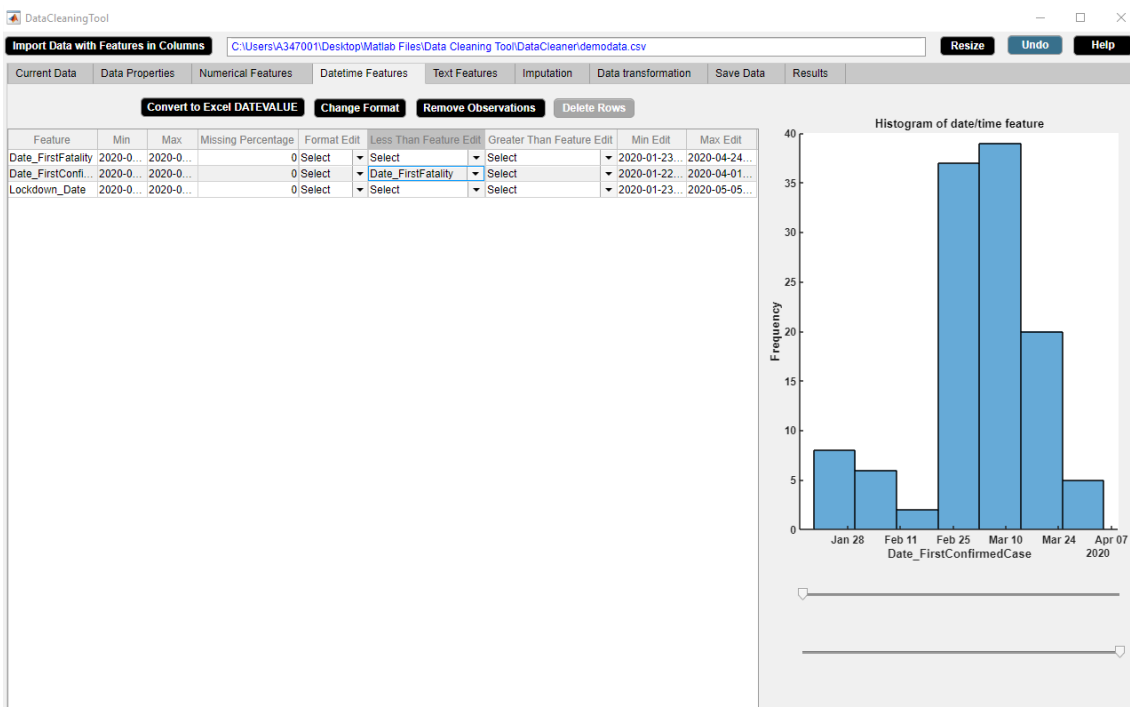 DataCleaningTool
Import Data with Features in Columns C:\Users\A347001\Desktop\Matlab Files\Data Cleaning Tool\DataCleaner\demodata.csv Resize Undo Help
Current Data Data Properties Numerical Features Datetime Features Text Features Imputation Data transformation Save Data Results
Convert to Excel DATEVALUE Change Format Remove Observations Delete Rows
Feature Min Max Missing Percentage Format Edit Less Than Feature Edit Greater Than Feature Edit Min Edit Max Edit
Date_FirstFatality 2020-0... 2020-0... 0 Select Select Select 2020-01-23... 2020-04-24...
Date_FirstConfi... 2020-0... 2020-0... 0 Select Date_FirstFatality Select 2020-01-22... 2020-04-01...
Lockdown_Date 2020-0... 2020-0... 0 Select Select Select 2020-01-23... 2020-05-05...
Histogram of date/time feature
40
35
30
25
20
15
10
5
0
Frequency
Jan 28 Feb 11 Feb 25 Mar 10 Mar 24 Apr 07
Date_FirstConfirmedCase 2020